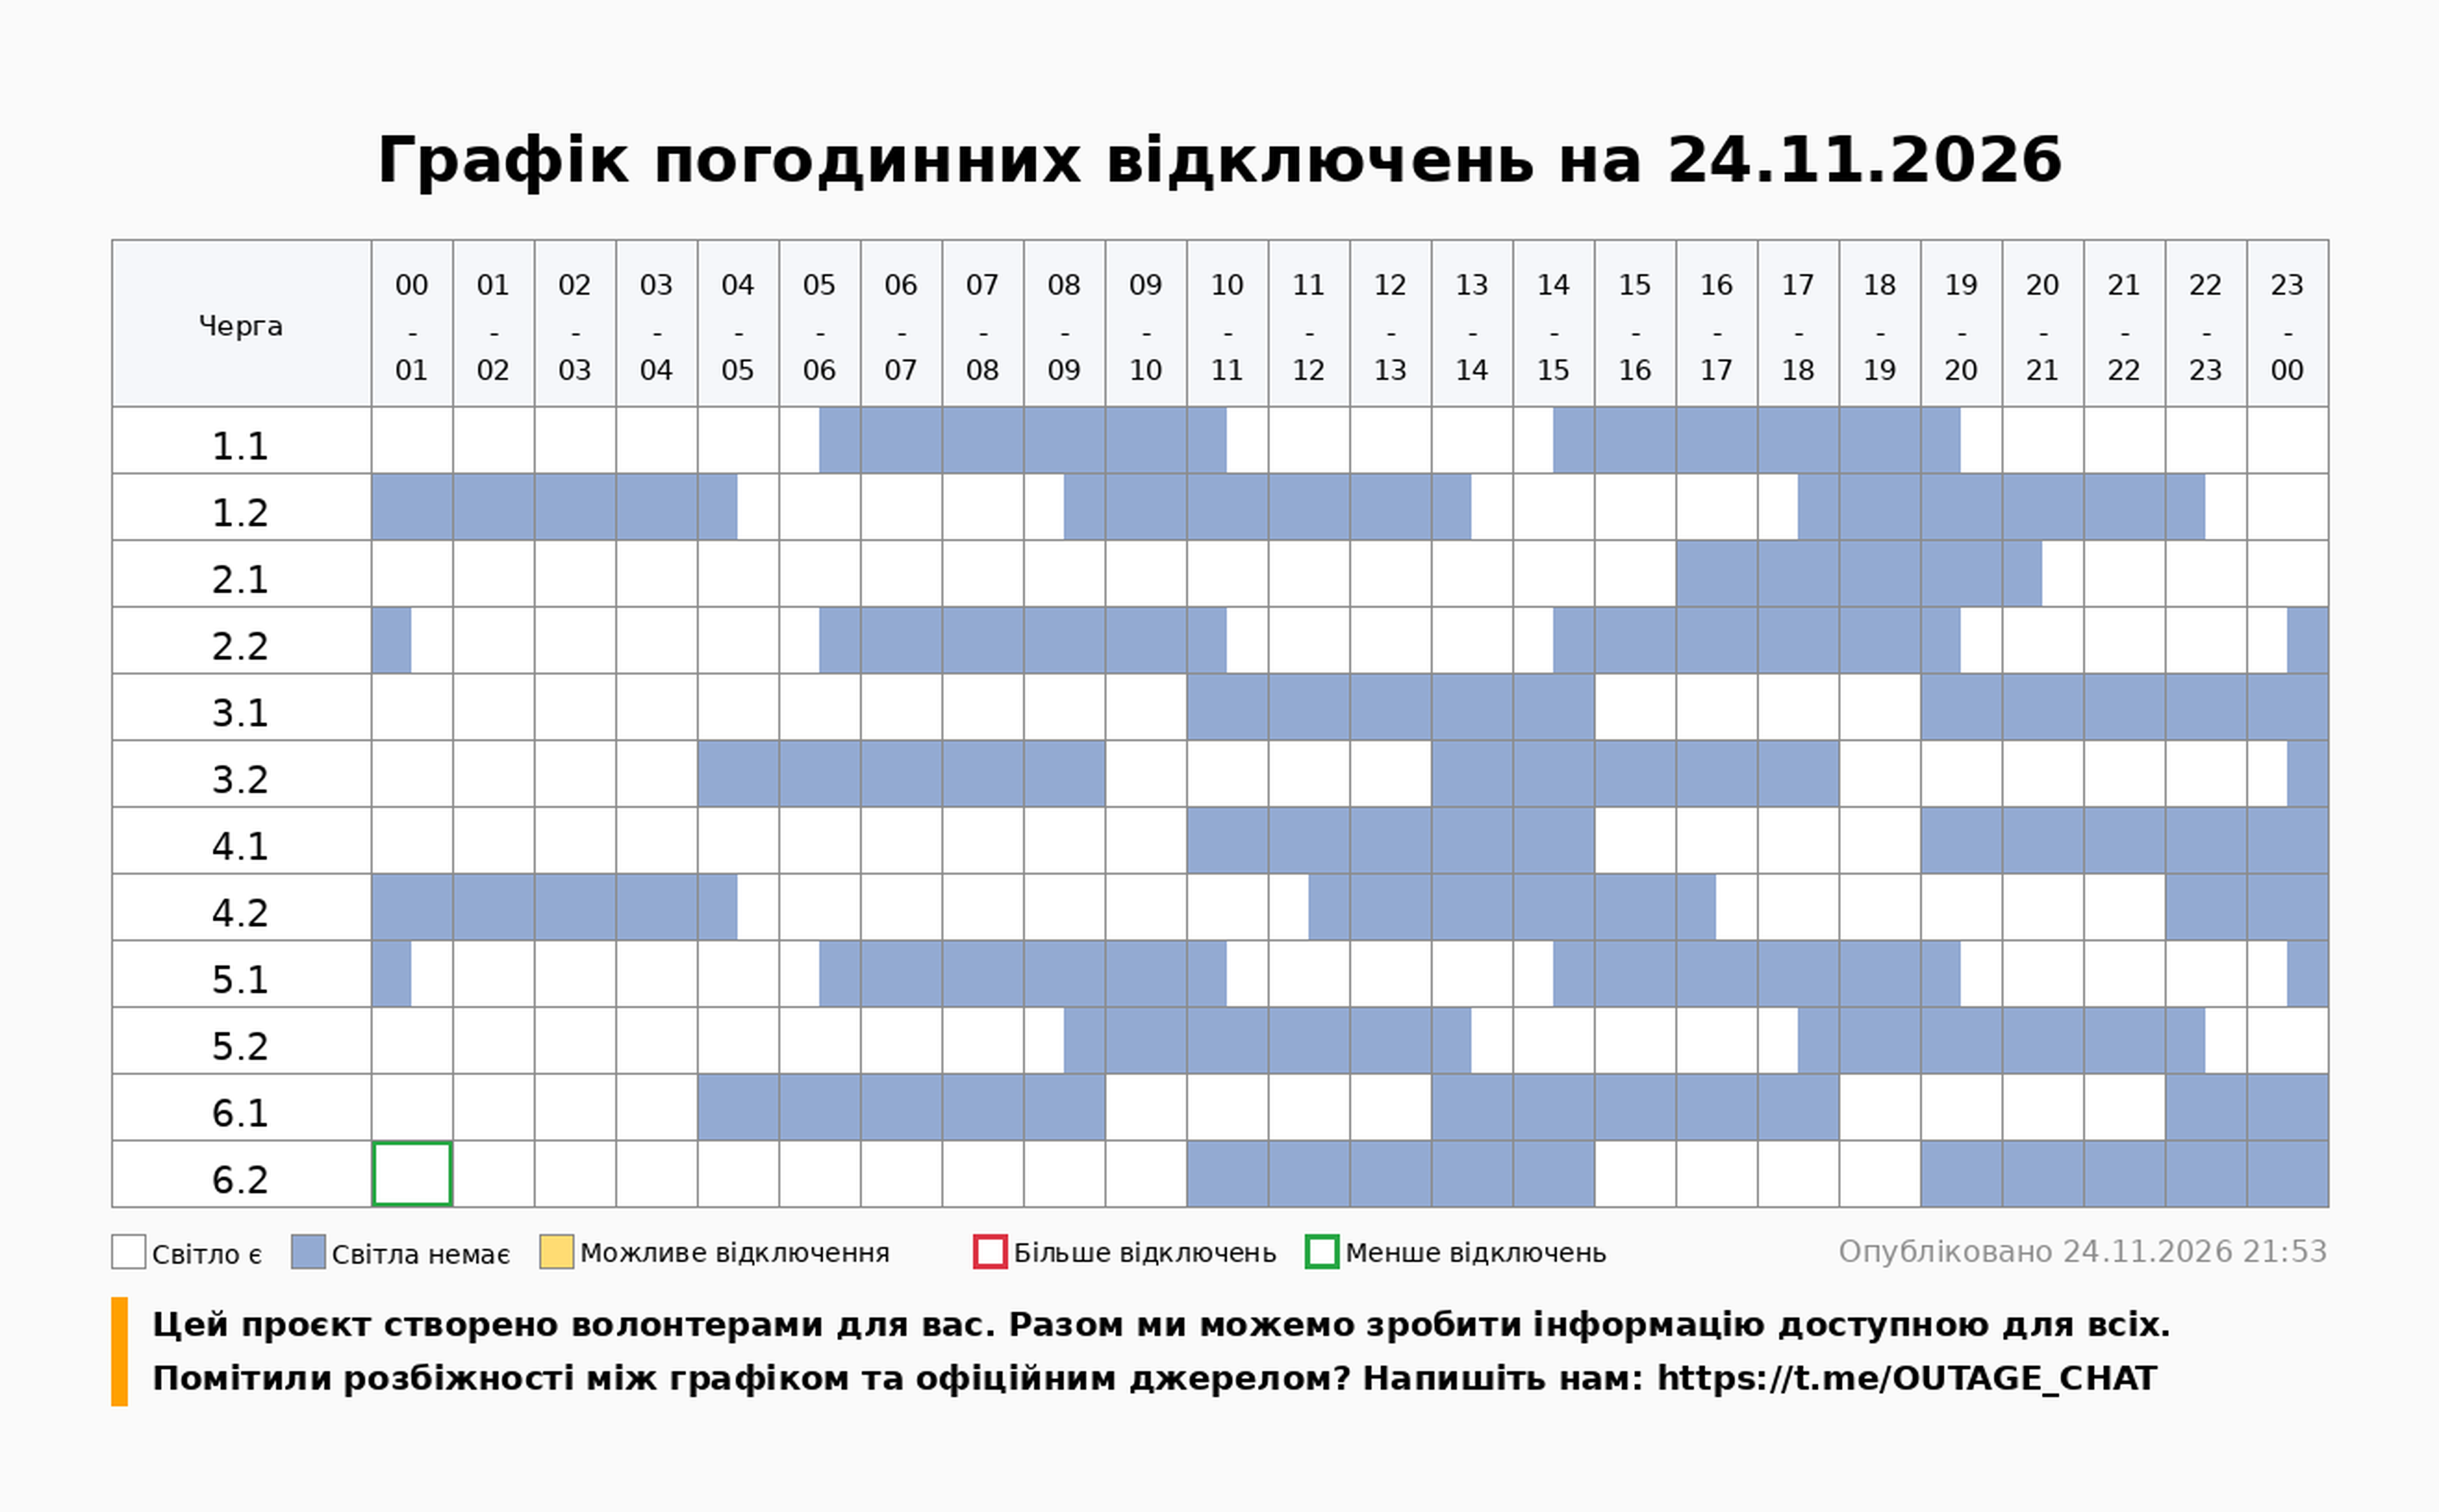 Графік погодинних відключень на 24.11.2026
Черга
00 - 01
01 - 02
02 - 03
03 - 04
04 - 05
05 - 06
06 - 07
07 - 08
08 - 09
09 - 10
10 - 11
11 - 12
12 - 13
13 - 14
14 - 15
15 - 16
16 - 17
17 - 18
18 - 19
19 - 20
20 - 21
21 - 22
22 - 23
23 - 00
1.1
1.2
2.1
2.2
3.1
3.2
4.1
4.2
5.1
5.2
6.1
6.2
Світло є
Світла немає
Можливе відключення
Більше відключень
Менше відключень
Опубліковано 24.11.2026 21:53
Цей проєкт створено волонтерами для вас. Разом ми можемо зробити інформацію доступною для всіх.
Помітили розбіжності між графіком та офіційним джерелом? Напишіть нам: https://t.me/OUTAGE_CHAT